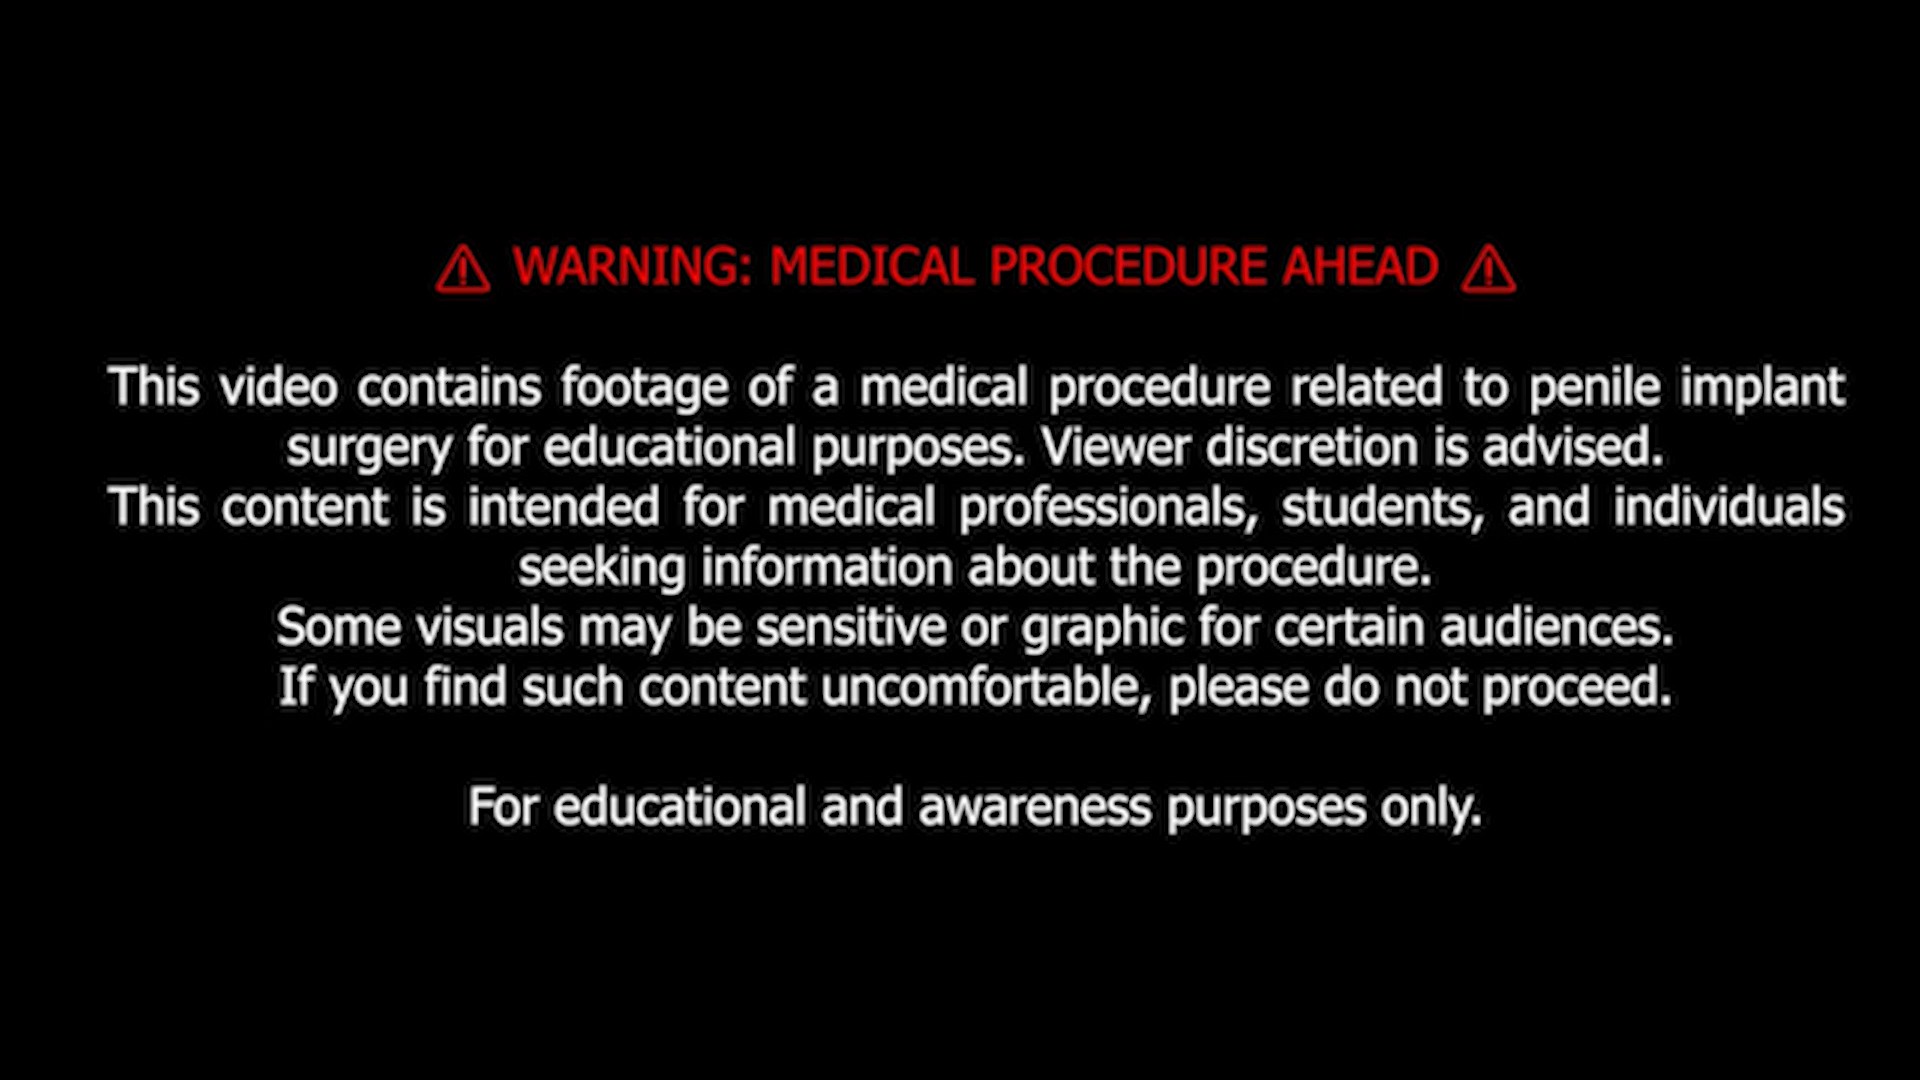 ⚠ WARNING: MEDICAL PROCEDURE AHEAD ⚠
This video contains footage of a medical procedure related to penile implant
surgery for educational purposes. Viewer discretion is advised.
This content is intended for medical professionals, students, and individuals
seeking information about the procedure.
Some visuals may be sensitive or graphic for certain audiences.
If you find such content uncomfortable, please do not proceed.
For educational and awareness purposes only.